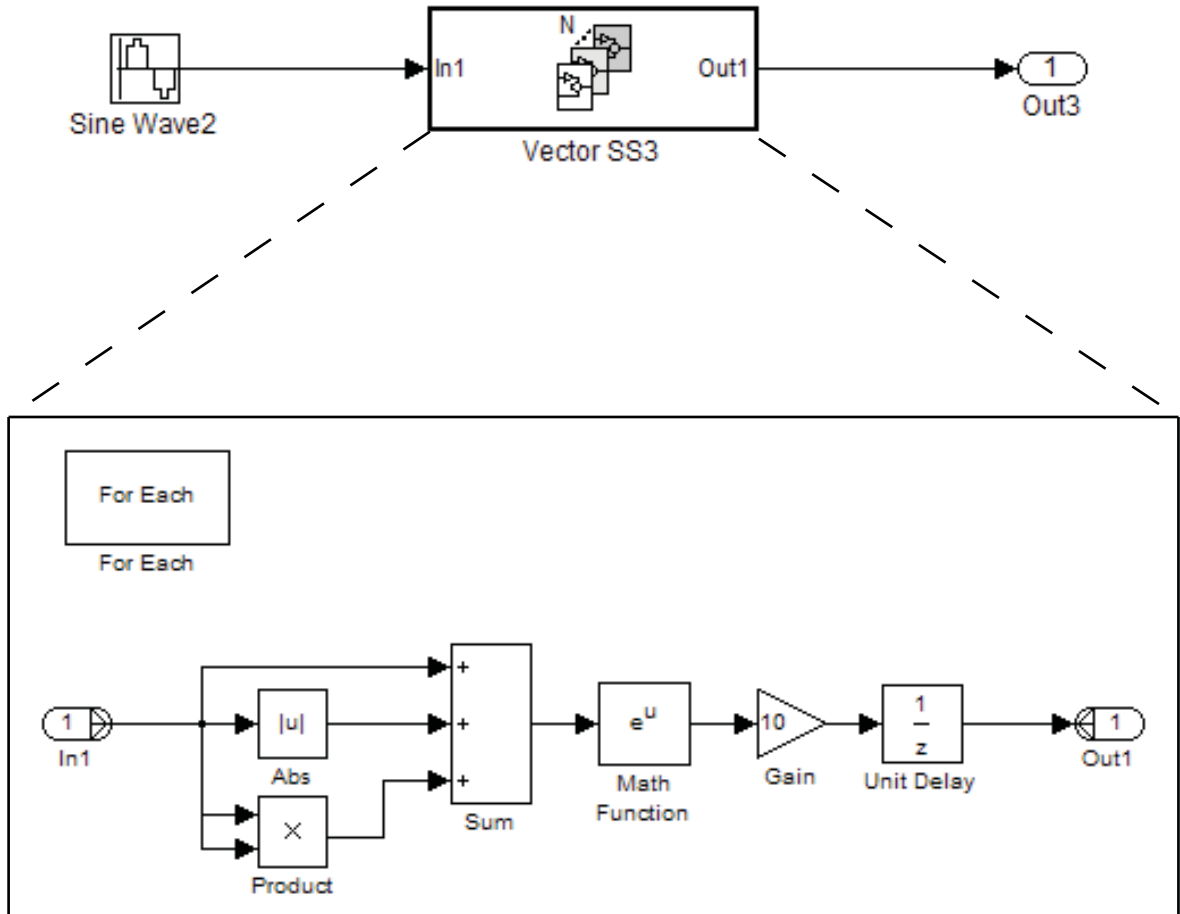 N
In1
Out1
1
Sine Wave2
Out3
Vector SS3
For Each
For Each
+
1
|u|
+
e^u
10
1
z
1
In1
Abs
+
Math
Function
Gain
Unit Delay
Out1
Sum
×
Product